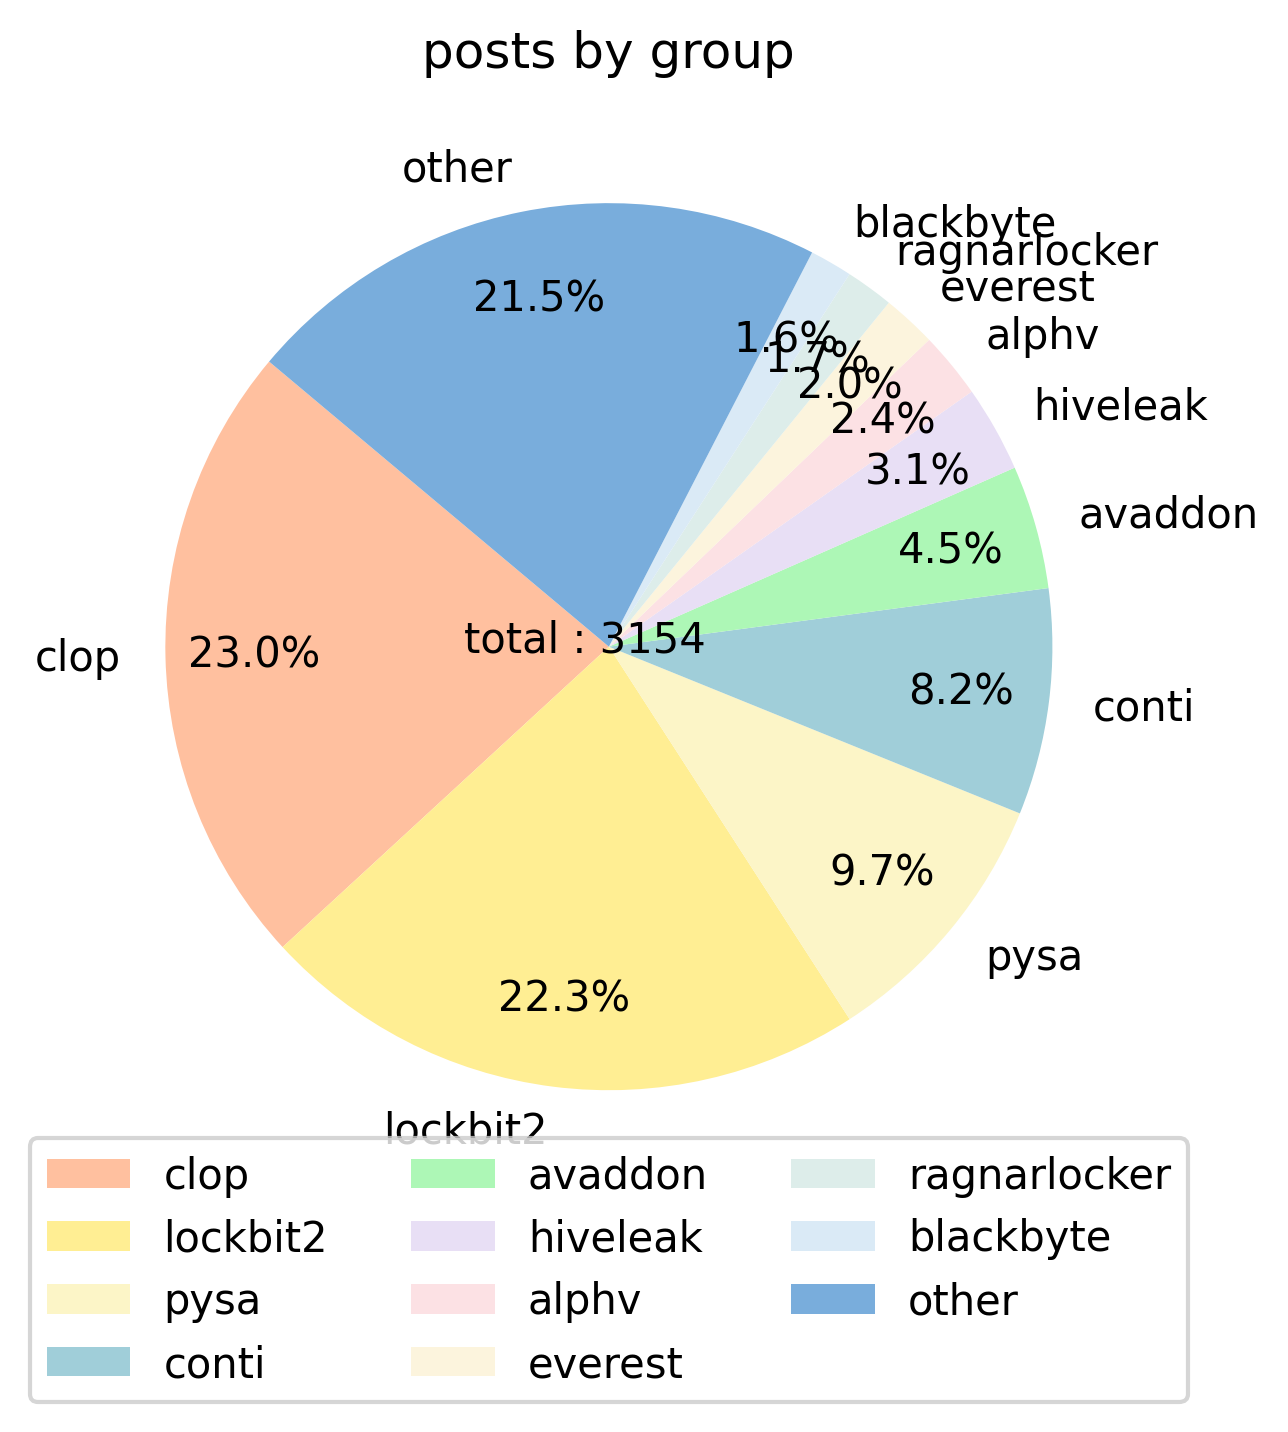 posts by group
other
blackbyte
ragnarlocker
everest
alphv
hiveleak
avaddon
conti
pysa
lockbit2
clop
21.5%
1.6%
1.7%
2.0%
2.4%
3.1%
4.5%
8.2%
9.7%
22.3%
23.0%
total : 3154
clop
lockbit2
pysa
conti
avaddon
hiveleak
alphv
everest
ragnarlocker
blackbyte
other